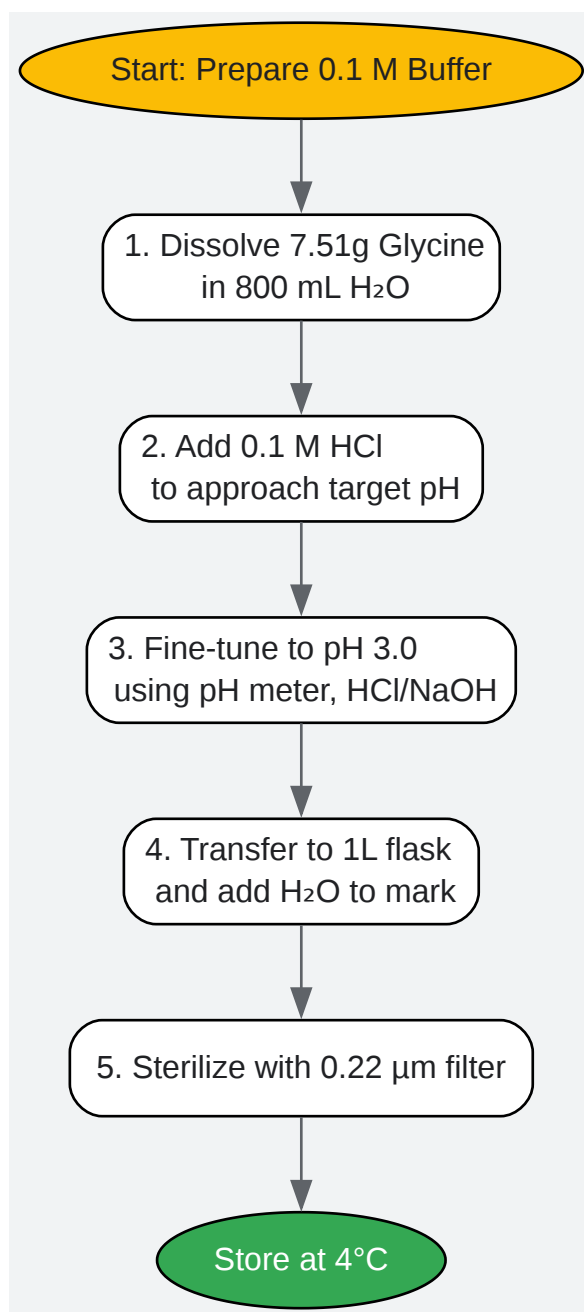 Start: Prepare 0.1 M Buffer
1. Dissolve 7.51g Glycine
in 800 mL H₂O
2. Add 0.1 M HCl
to approach target pH
3. Fine-tune to pH 3.0
using pH meter, HCl/NaOH
4. Transfer to 1L flask
and add H₂O to mark
5. Sterilize with 0.22 µm filter
Store at 4°C